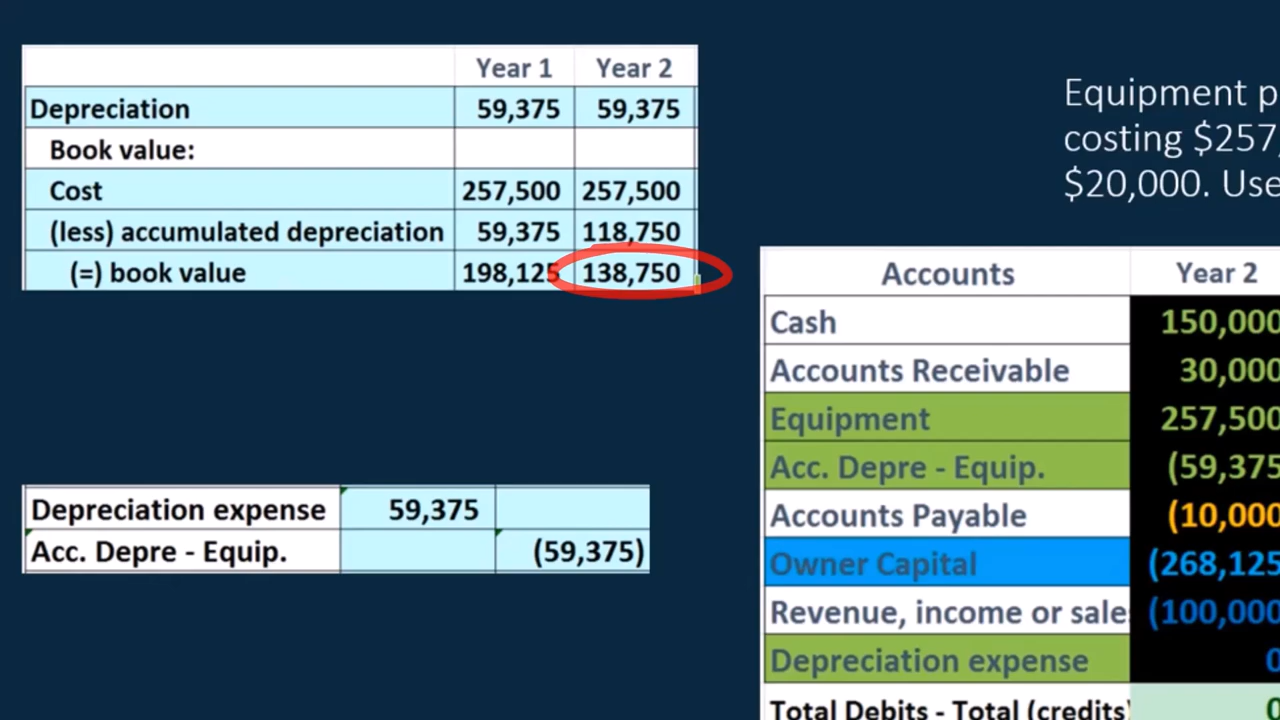 Year 1 Year 2
Depreciation 59,375 59,375
Book value:
Cost 257,500 257,500
(less) accumulated depreciation 59,375 118,750
(=) book value 198,125 138,750
Equipment p
costing $257,
$20,000. Use
Accounts Year 2
Cash 150,000
Accounts Receivable 30,000
Equipment 257,500
Acc. Depre - Equip. (59,375
Accounts Payable (10,000
Owner Capital (268,125
Revenue, income or sale (100,000
Depreciation expense 0
Total Debits - Total (credits) 0
Depreciation expense 59,375
Acc. Depre - Equip. (59,375)